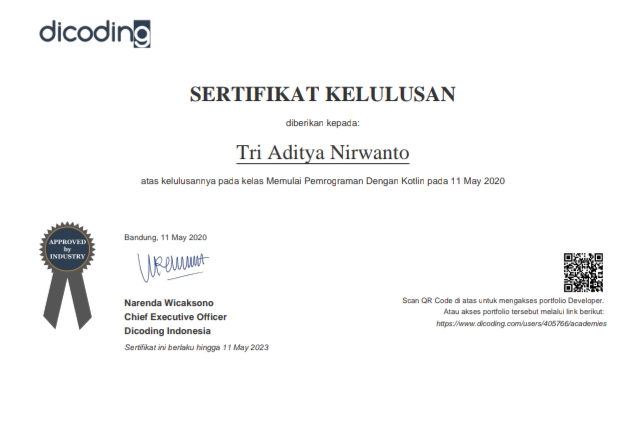 dicoding
SERTIFIKAT KELULUSAN
diberikan kepada:
Tri Aditya Nirwanto
atas kelulusannya pada kelas Memulai Pemrograman Dengan Kotlin pada 11 May 2020
APPROVED
by
INDUSTRY
Bandung, 11 May 2020
Narenda Wicaksono
Chief Executive Officer
Dicoding Indonesia
Sertifikat ini berlaku hingga 11 May 2023
Scan QR Code di atas untuk mengakses portfolio Developer.
Atau akses portfolio tersebut melalui link berikut:
https://www.dicoding.com/users/405766/academies